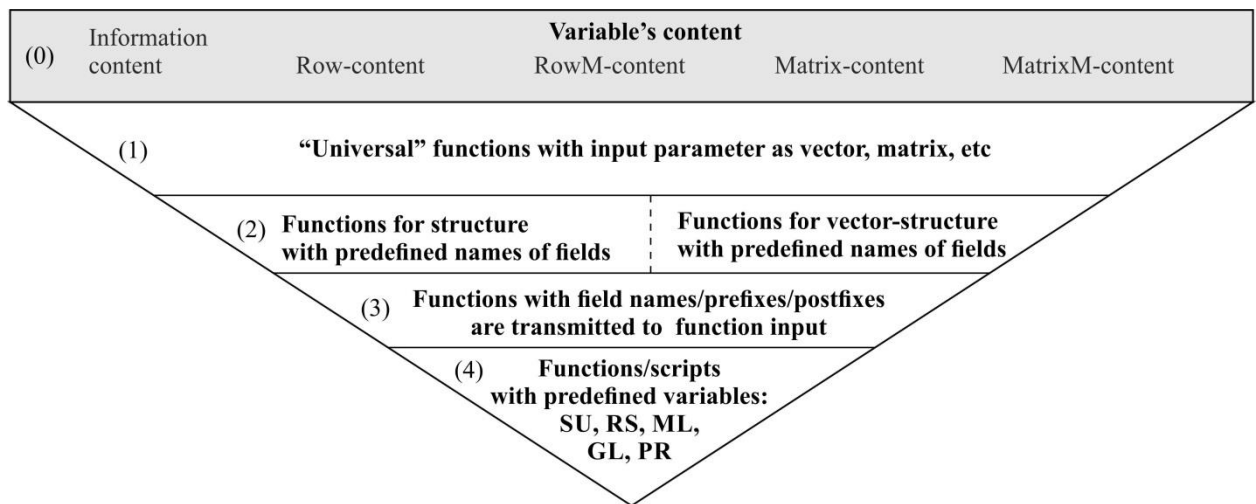 Variable's content
(0)
Information
content
Row-content
RowM-content
Matrix-content
MatrixM-content
(1)
“Universal” functions with input parameter as vector, matrix, etc
(2)
Functions for structure
with predefined names of fields
Functions for vector-structure
with predefined names of fields
(3)
Functions with field names/prefixes/postfixes
are transmitted to function input
(4)
Functions/scripts
with predefined variables:
SU, RS, ML,
GL, PR